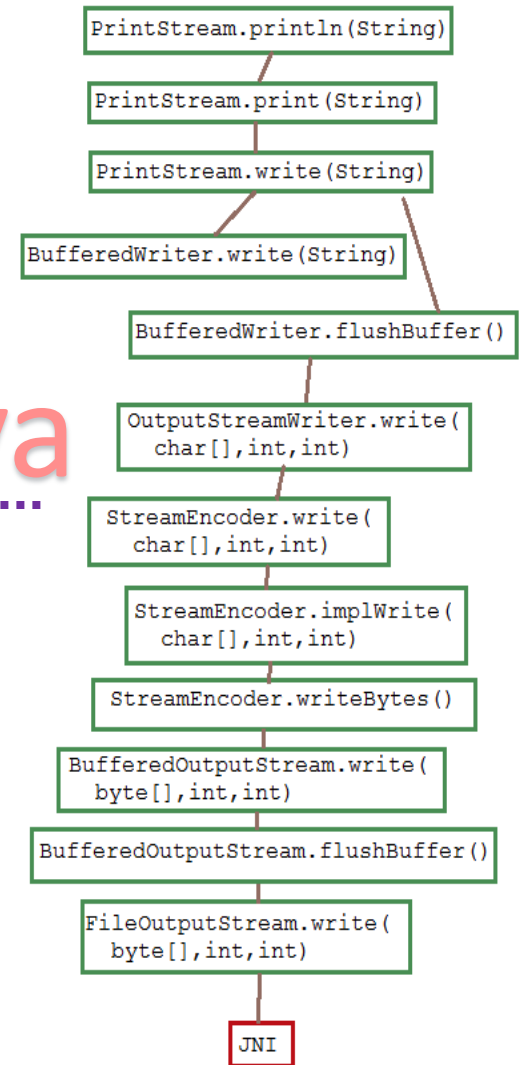 PrintStream.println(String)
PrintStream.print(String)
PrintStream.write(String)
BufferedWriter.write(String)
BufferedWriter.flushBuffer()
va
...
OutputStreamWriter.write(
char[],int,int)
StreamEncoder.write(
char[],int,int)
StreamEncoder.implWrite(
char[],int,int)
StreamEncoder.writeBytes()
BufferedOutputStream.write(
byte[],int,int)
BufferedOutputStream.flushBuffer()
FileOutputStream.write(
byte[],int,int)
JNI